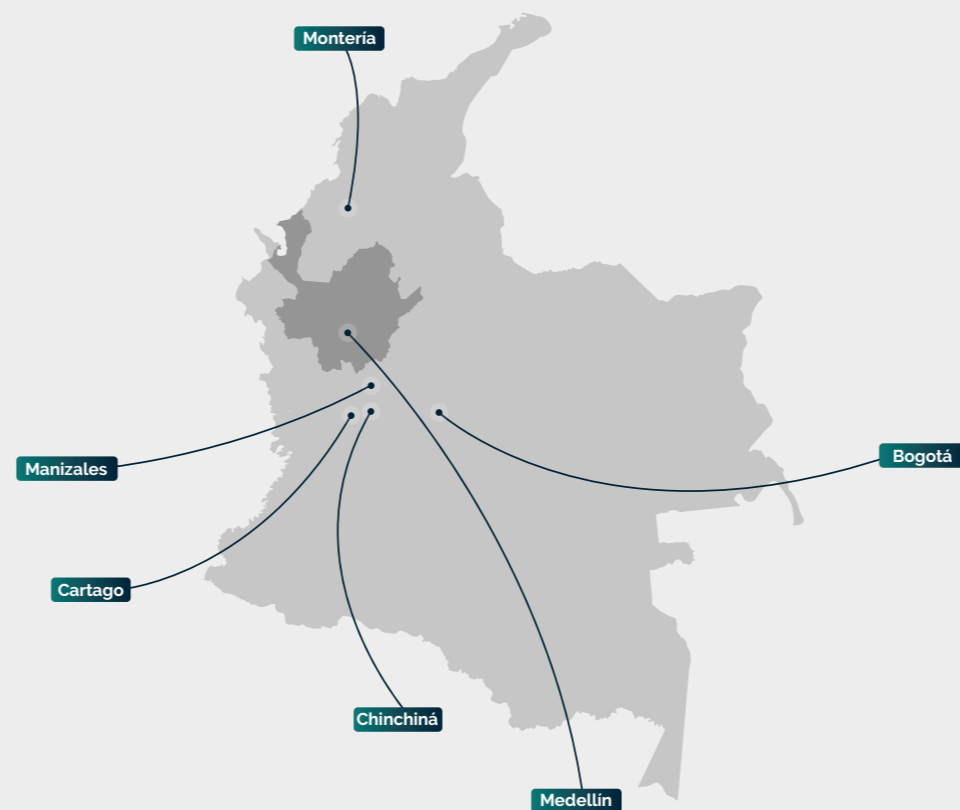 Montería
Bogotá
Manizales
Cartago
Chinchiná
Medellín